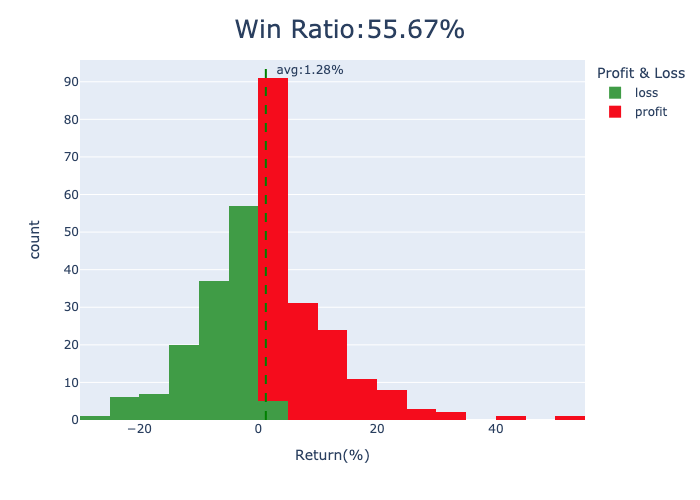 Win Ratio:55.67%
avg:1.28%
Profit & Loss
loss
profit
count
90
80
70
60
50
40
30
20
10
0
−20
0
20
40
Return(%)